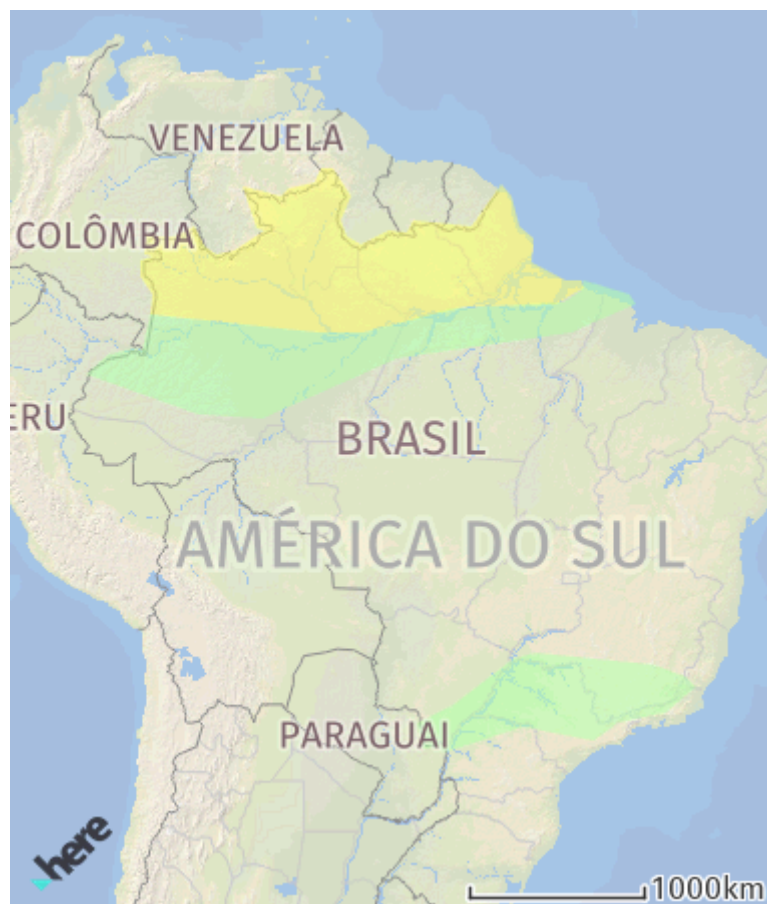 VENEZUELA
COLÔMBIA
ERU
BRASIL
AMÉRICA DO SUL
PARAGUAI
here
1000km